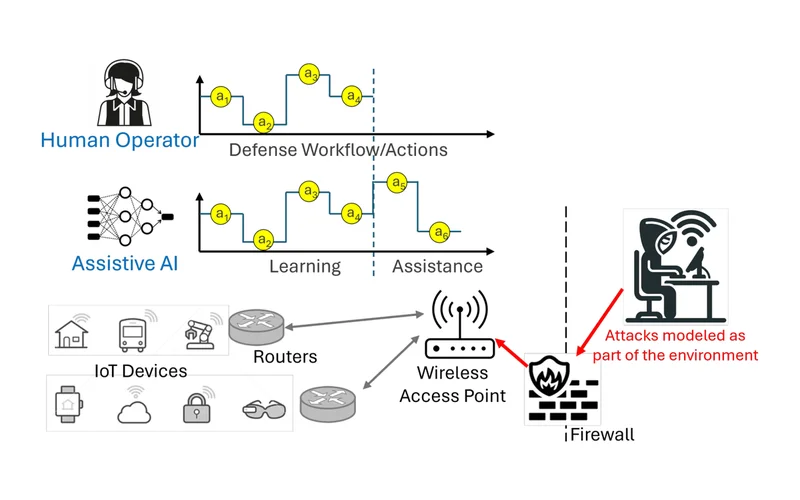 a1
a2
a3
a4
Human Operator
Defense Workflow/Actions
a1
a2
a3
a4
a5
a6
Assistive AI
Learning
Assistance
Attacks modeled as
part of the environment
Routers
IoT Devices
Wireless
Access Point
Firewall